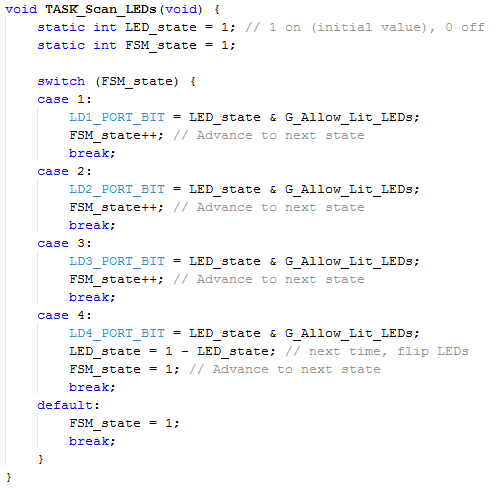 void TASK_Scan_LEDs(void) {
    static int LED_state = 1; // 1 on (initial value), 0 off
    static int FSM_state = 1;

    switch (FSM_state) {
    case 1:
        LD1_PORT_BIT = LED_state & G_Allow_Lit_LEDs;
        FSM_state++; // Advance to next state
        break;
    case 2:
        LD2_PORT_BIT = LED_state & G_Allow_Lit_LEDs;
        FSM_state++; // Advance to next state
        break;
    case 3:
        LD3_PORT_BIT = LED_state & G_Allow_Lit_LEDs;
        FSM_state++; // Advance to next state
        break;
    case 4:
        LD4_PORT_BIT = LED_state & G_Allow_Lit_LEDs;
        LED_state = 1 - LED_state; // next time, flip LEDs
        FSM_state = 1; // Advance to next state
        break;
    default:
        FSM_state = 1;
        break;
    }
}